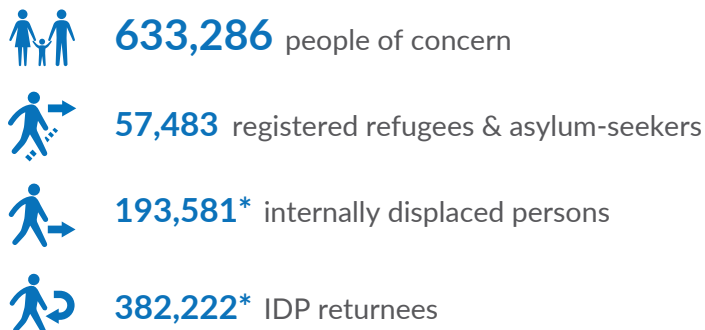 633,286 people of concern
57,483 registered refugees & asylum-seekers
193,581* internally displaced persons
382,222* IDP returnees